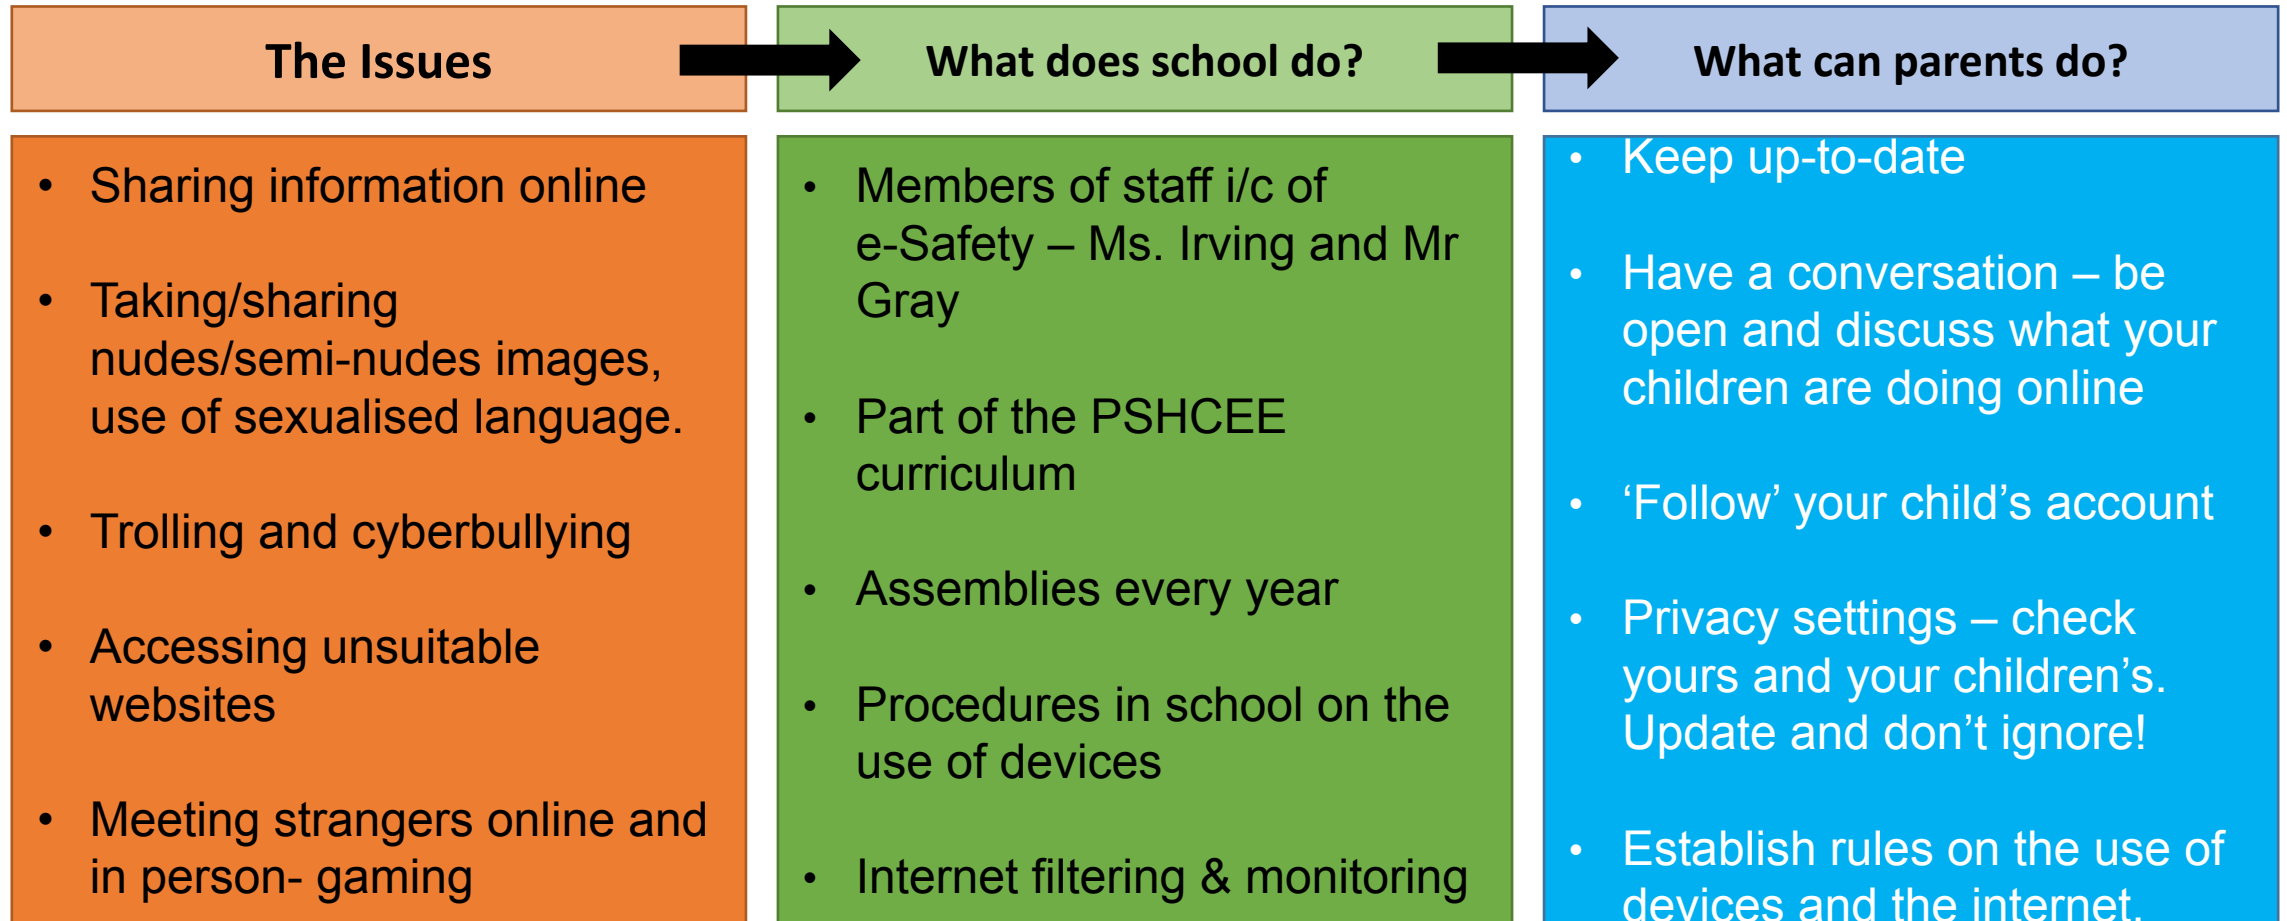 The Issues
What does school do?
What can parents do?
• Sharing information online
• Taking/sharing
nudes/semi-nudes images,
use of sexualised language.
• Trolling and cyberbullying
• Accessing unsuitable
websites
• Meeting strangers online and
in person- gaming
• Members of staff i/c of
e-Safety – Ms. Irving and Mr
Gray
• Part of the PSHCEE
curriculum
• Assemblies every year
• Procedures in school on the
use of devices
• Internet filtering & monitoring
• Keep up-to-date
• Have a conversation – be
open and discuss what your
children are doing online
• ‘Follow’ your child’s account
• Privacy settings – check
yours and your children’s.
Update and don’t ignore!
• Establish rules on the use of
devices and the internet.